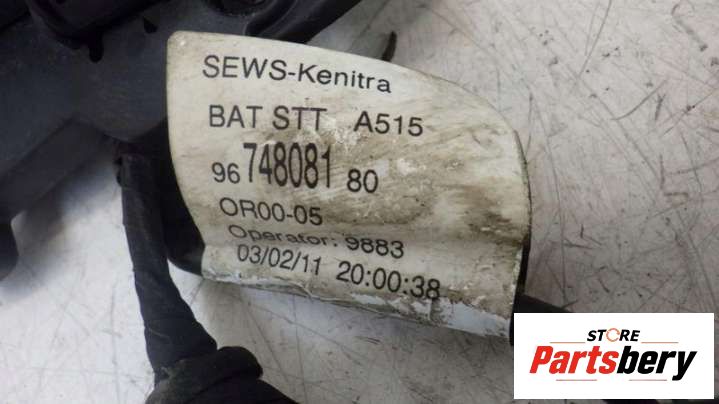 SEWS-Kenitra
BAT STT A515
96 748081 80
OR00-05
Operator: 9883
03/02/11 20:00:38
STORE
Partsbery